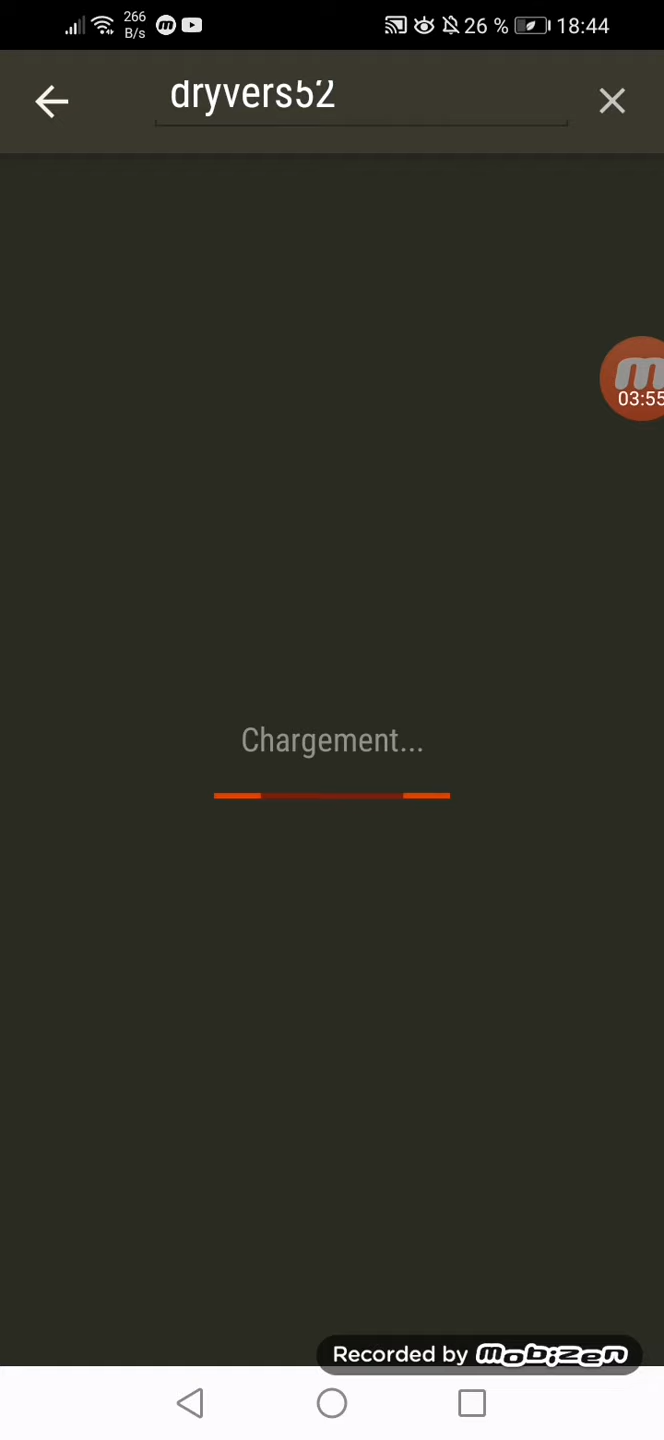 266
B/s
26 %
18:44
dryvers52
03:55
Chargement...
Recorded by mobizen